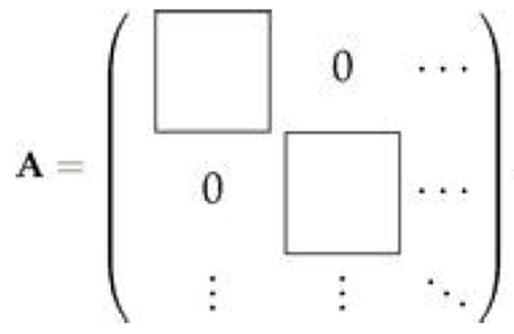 0 ⋯
A =
0 ⋯
⋮ ⋮ ⋱